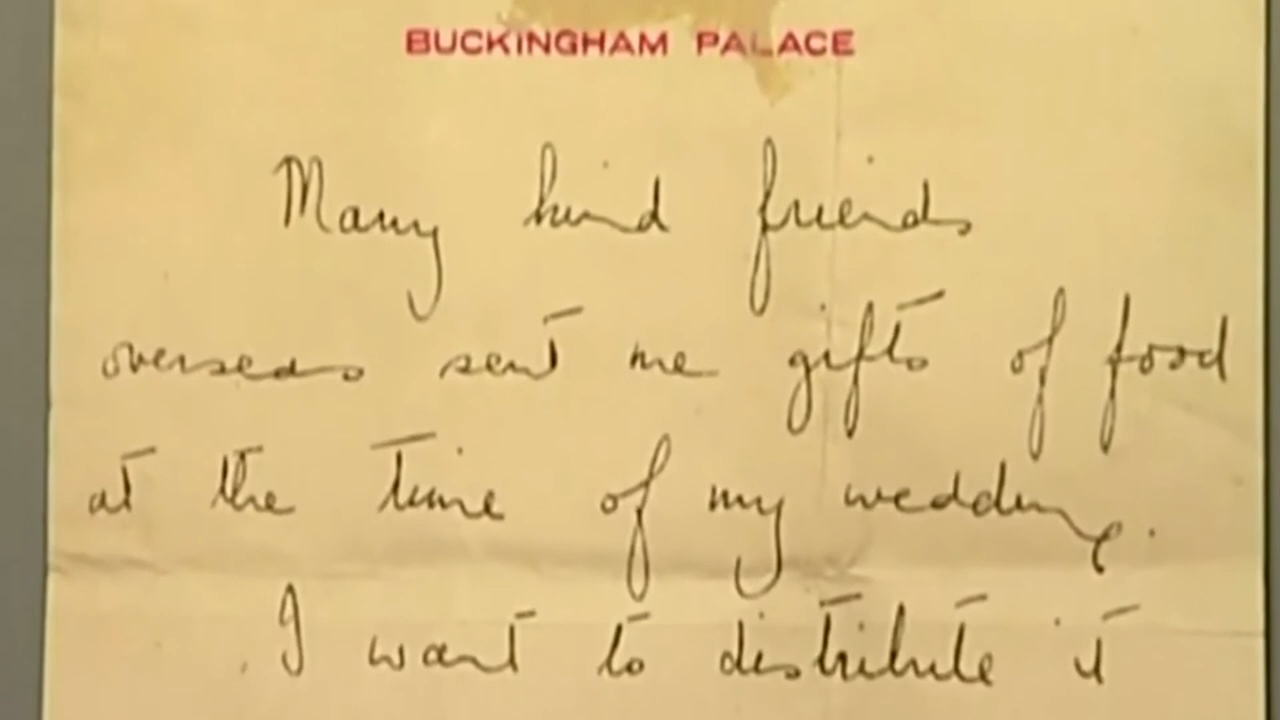 BUCKINGHAM PALACE
Many kind friends
overseas sent me gifts of food
at the time of my wedding.
I want to distribute it